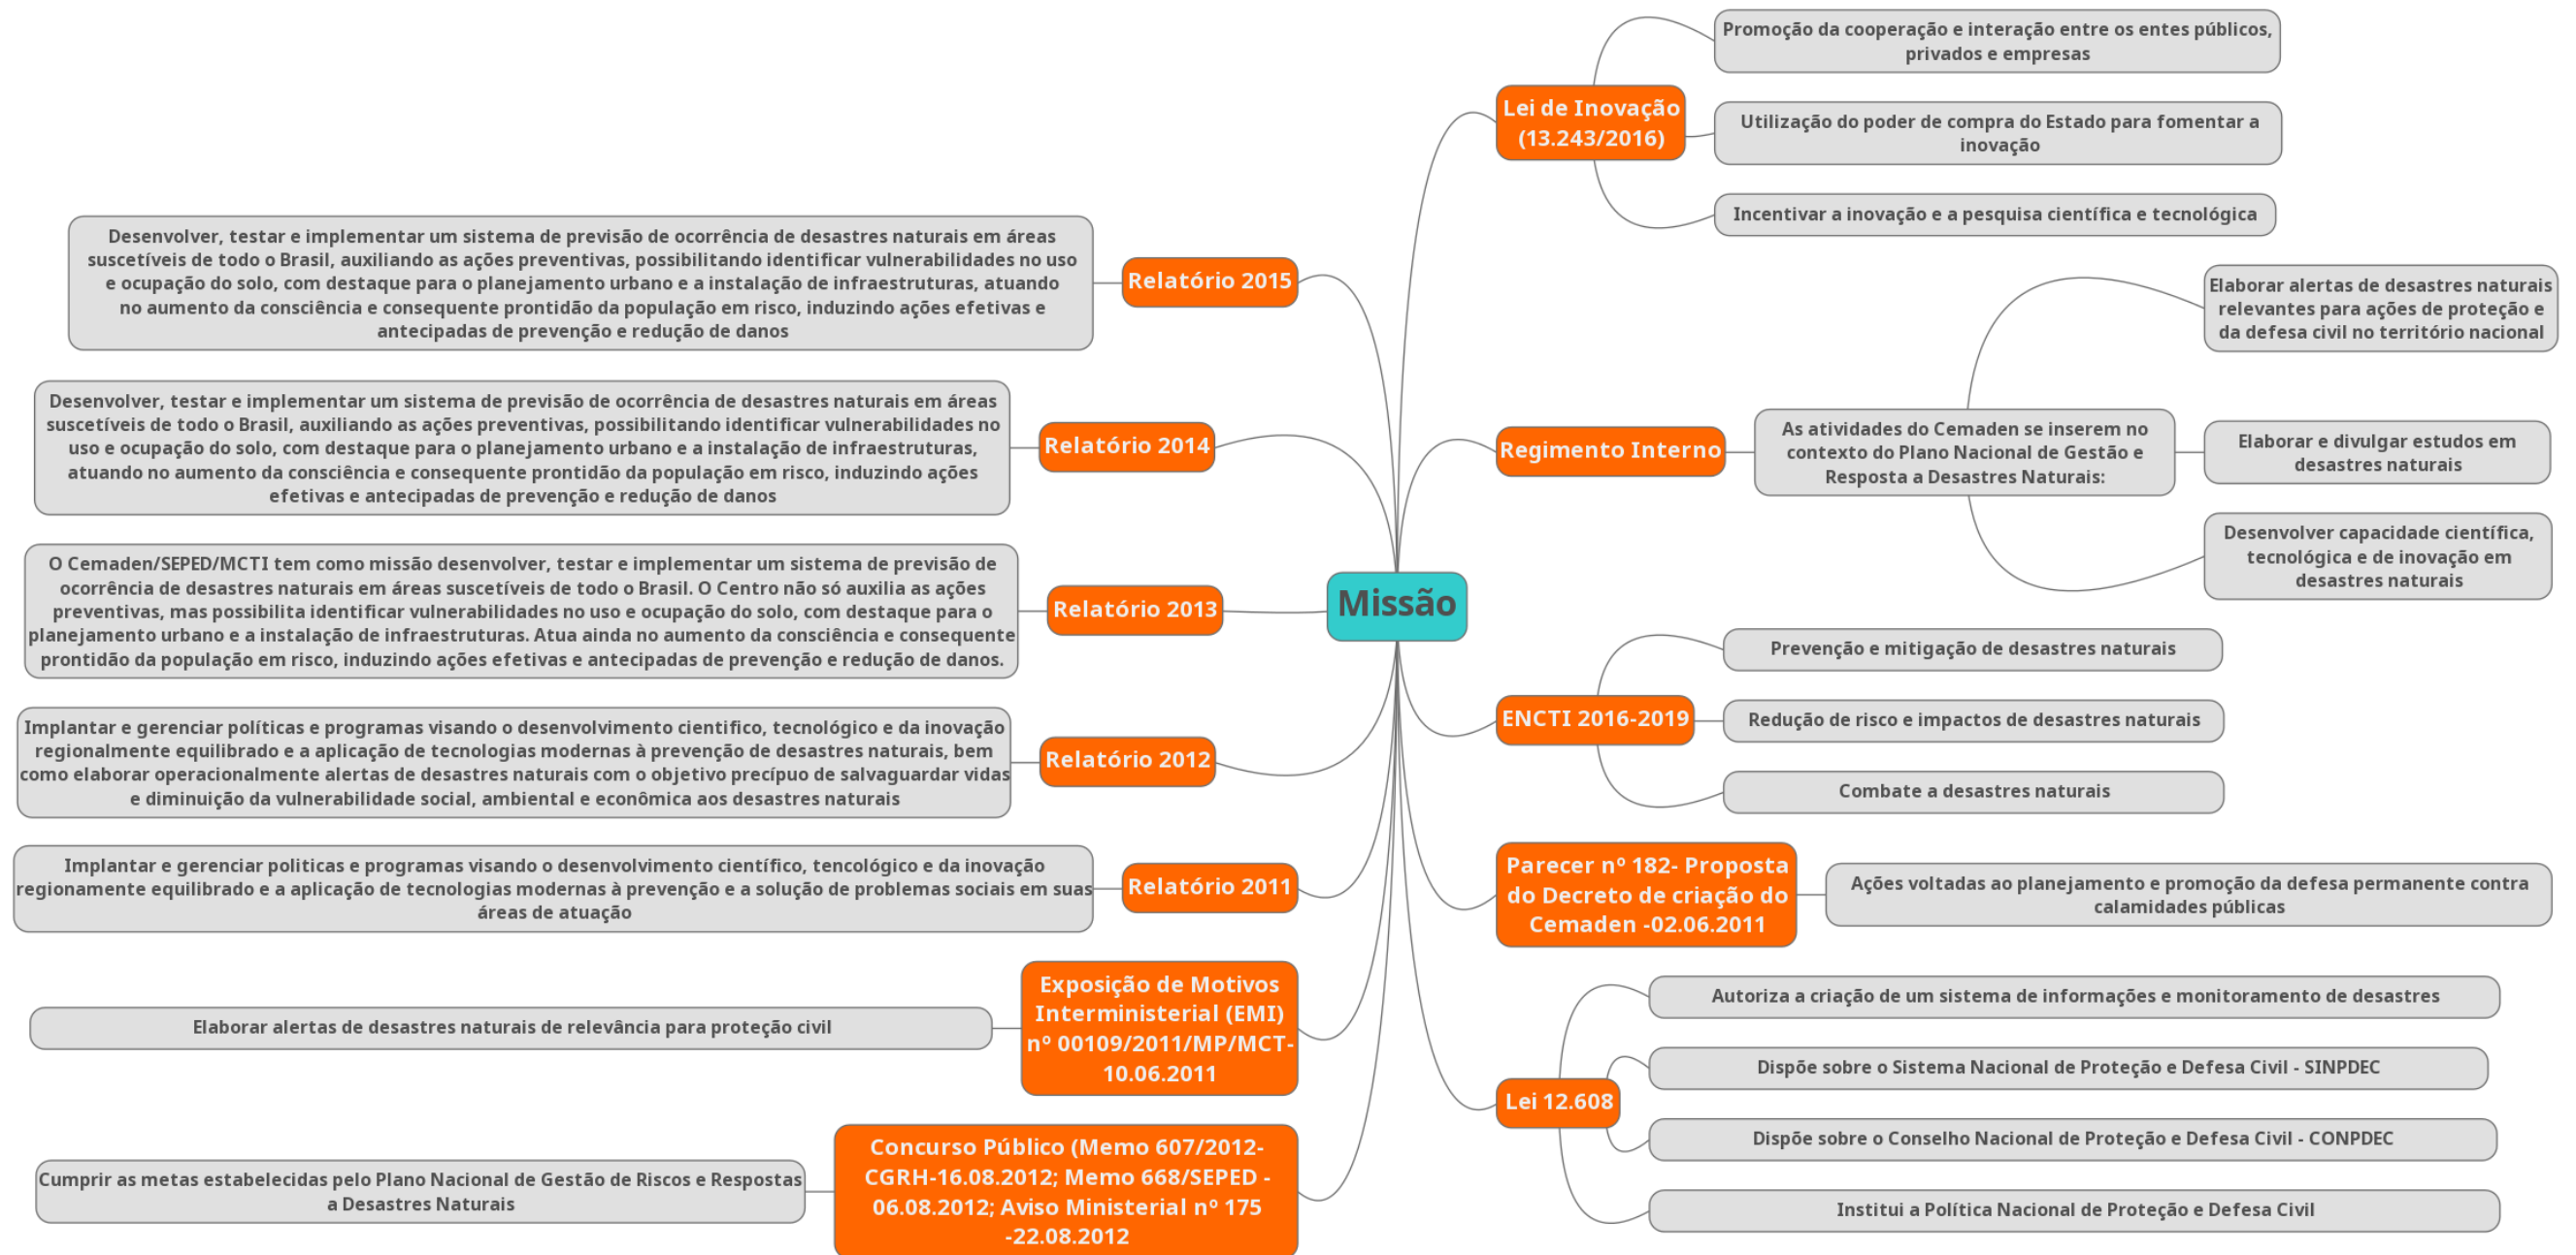 Missão
Lei de Inovação
(13.243/2016)
Promoção da cooperação e interação entre os entes públicos,
privados e empresas
Utilização do poder de compra do Estado para fomentar a
inovação
Incentivar a inovação e a pesquisa científica e tecnológica
Regimento Interno
As atividades do Cemaden se inserem no
contexto do Plano Nacional de Gestão e
Resposta a Desastres Naturais:
Elaborar alertas de desastres naturais
relevantes para ações de proteção e
da defesa civil no território nacional
Elaborar e divulgar estudos em
desastres naturais
Desenvolver capacidade científica,
tecnológica e de inovação em
desastres naturais
ENCTI 2016-2019
Prevenção e mitigação de desastres naturais
Redução de risco e impactos de desastres naturais
Combate a desastres naturais
Parecer nº 182- Proposta
do Decreto de criação do
Cemaden -02.06.2011
Ações voltadas ao planejamento e promoção da defesa permanente contra
calamidades públicas
Lei 12.608
Autoriza a criação de um sistema de informações e monitoramento de desastres
Dispõe sobre o Sistema Nacional de Proteção e Defesa Civil - SINPDEC
Dispõe sobre o Conselho Nacional de Proteção e Defesa Civil - CONPDEC
Institui a Política Nacional de Proteção e Defesa Civil
Relatório 2015
Desenvolver, testar e implementar um sistema de previsão de ocorrência de desastres naturais em áreas
suscetíveis de todo o Brasil, auxiliando as ações preventivas, possibilitando identificar vulnerabilidades no uso
e ocupação do solo, com destaque para o planejamento urbano e a instalação de infraestruturas, atuando
no aumento da consciência e consequente prontidão da população em risco, induzindo ações efetivas e
antecipadas de prevenção e redução de danos
Relatório 2014
Desenvolver, testar e implementar um sistema de previsão de ocorrência de desastres naturais em áreas
suscetíveis de todo o Brasil, auxiliando as ações preventivas, possibilitando identificar vulnerabilidades no
uso e ocupação do solo, com destaque para o planejamento urbano e a instalação de infraestruturas,
atuando no aumento da consciência e consequente prontidão da população em risco, induzindo ações
efetivas e antecipadas de prevenção e redução de danos
Relatório 2013
O Cemaden/SEPED/MCTI tem como missão desenvolver, testar e implementar um sistema de previsão de
ocorrência de desastres naturais em áreas suscetíveis de todo o Brasil. O Centro não só auxilia as ações
preventivas, mas possibilita identificar vulnerabilidades no uso e ocupação do solo, com destaque para o
planejamento urbano e a instalação de infraestruturas. Atua ainda no aumento da consciência e consequente
prontidão da população em risco, induzindo ações efetivas e antecipadas de prevenção e redução de danos.
Relatório 2012
Implantar e gerenciar políticas e programas visando o desenvolvimento cientifico, tecnológico e da inovação
regionalmente equilibrado e a aplicação de tecnologias modernas à prevenção de desastres naturais, bem
como elaborar operacionalmente alertas de desastres naturais com o objetivo precípuo de salvaguardar vidas
e diminuição da vulnerabilidade social, ambiental e econômica aos desastres naturais
Relatório 2011
Implantar e gerenciar politicas e programas visando o desenvolvimento científico, tencológico e da inovação
regionamente equilibrado e a aplicação de tecnologias modernas à prevenção e a solução de problemas sociais em suas
áreas de atuação
Exposição de Motivos
Interministerial (EMI)
nº 00109/2011/MP/MCT-
10.06.2011
Elaborar alertas de desastres naturais de relevância para proteção civil
Concurso Público (Memo 607/2012-
CGRH-16.08.2012; Memo 668/SEPED -
06.08.2012; Aviso Ministerial nº 175
-22.08.2012
Cumprir as metas estabelecidas pelo Plano Nacional de Gestão de Riscos e Respostas
a Desastres Naturais